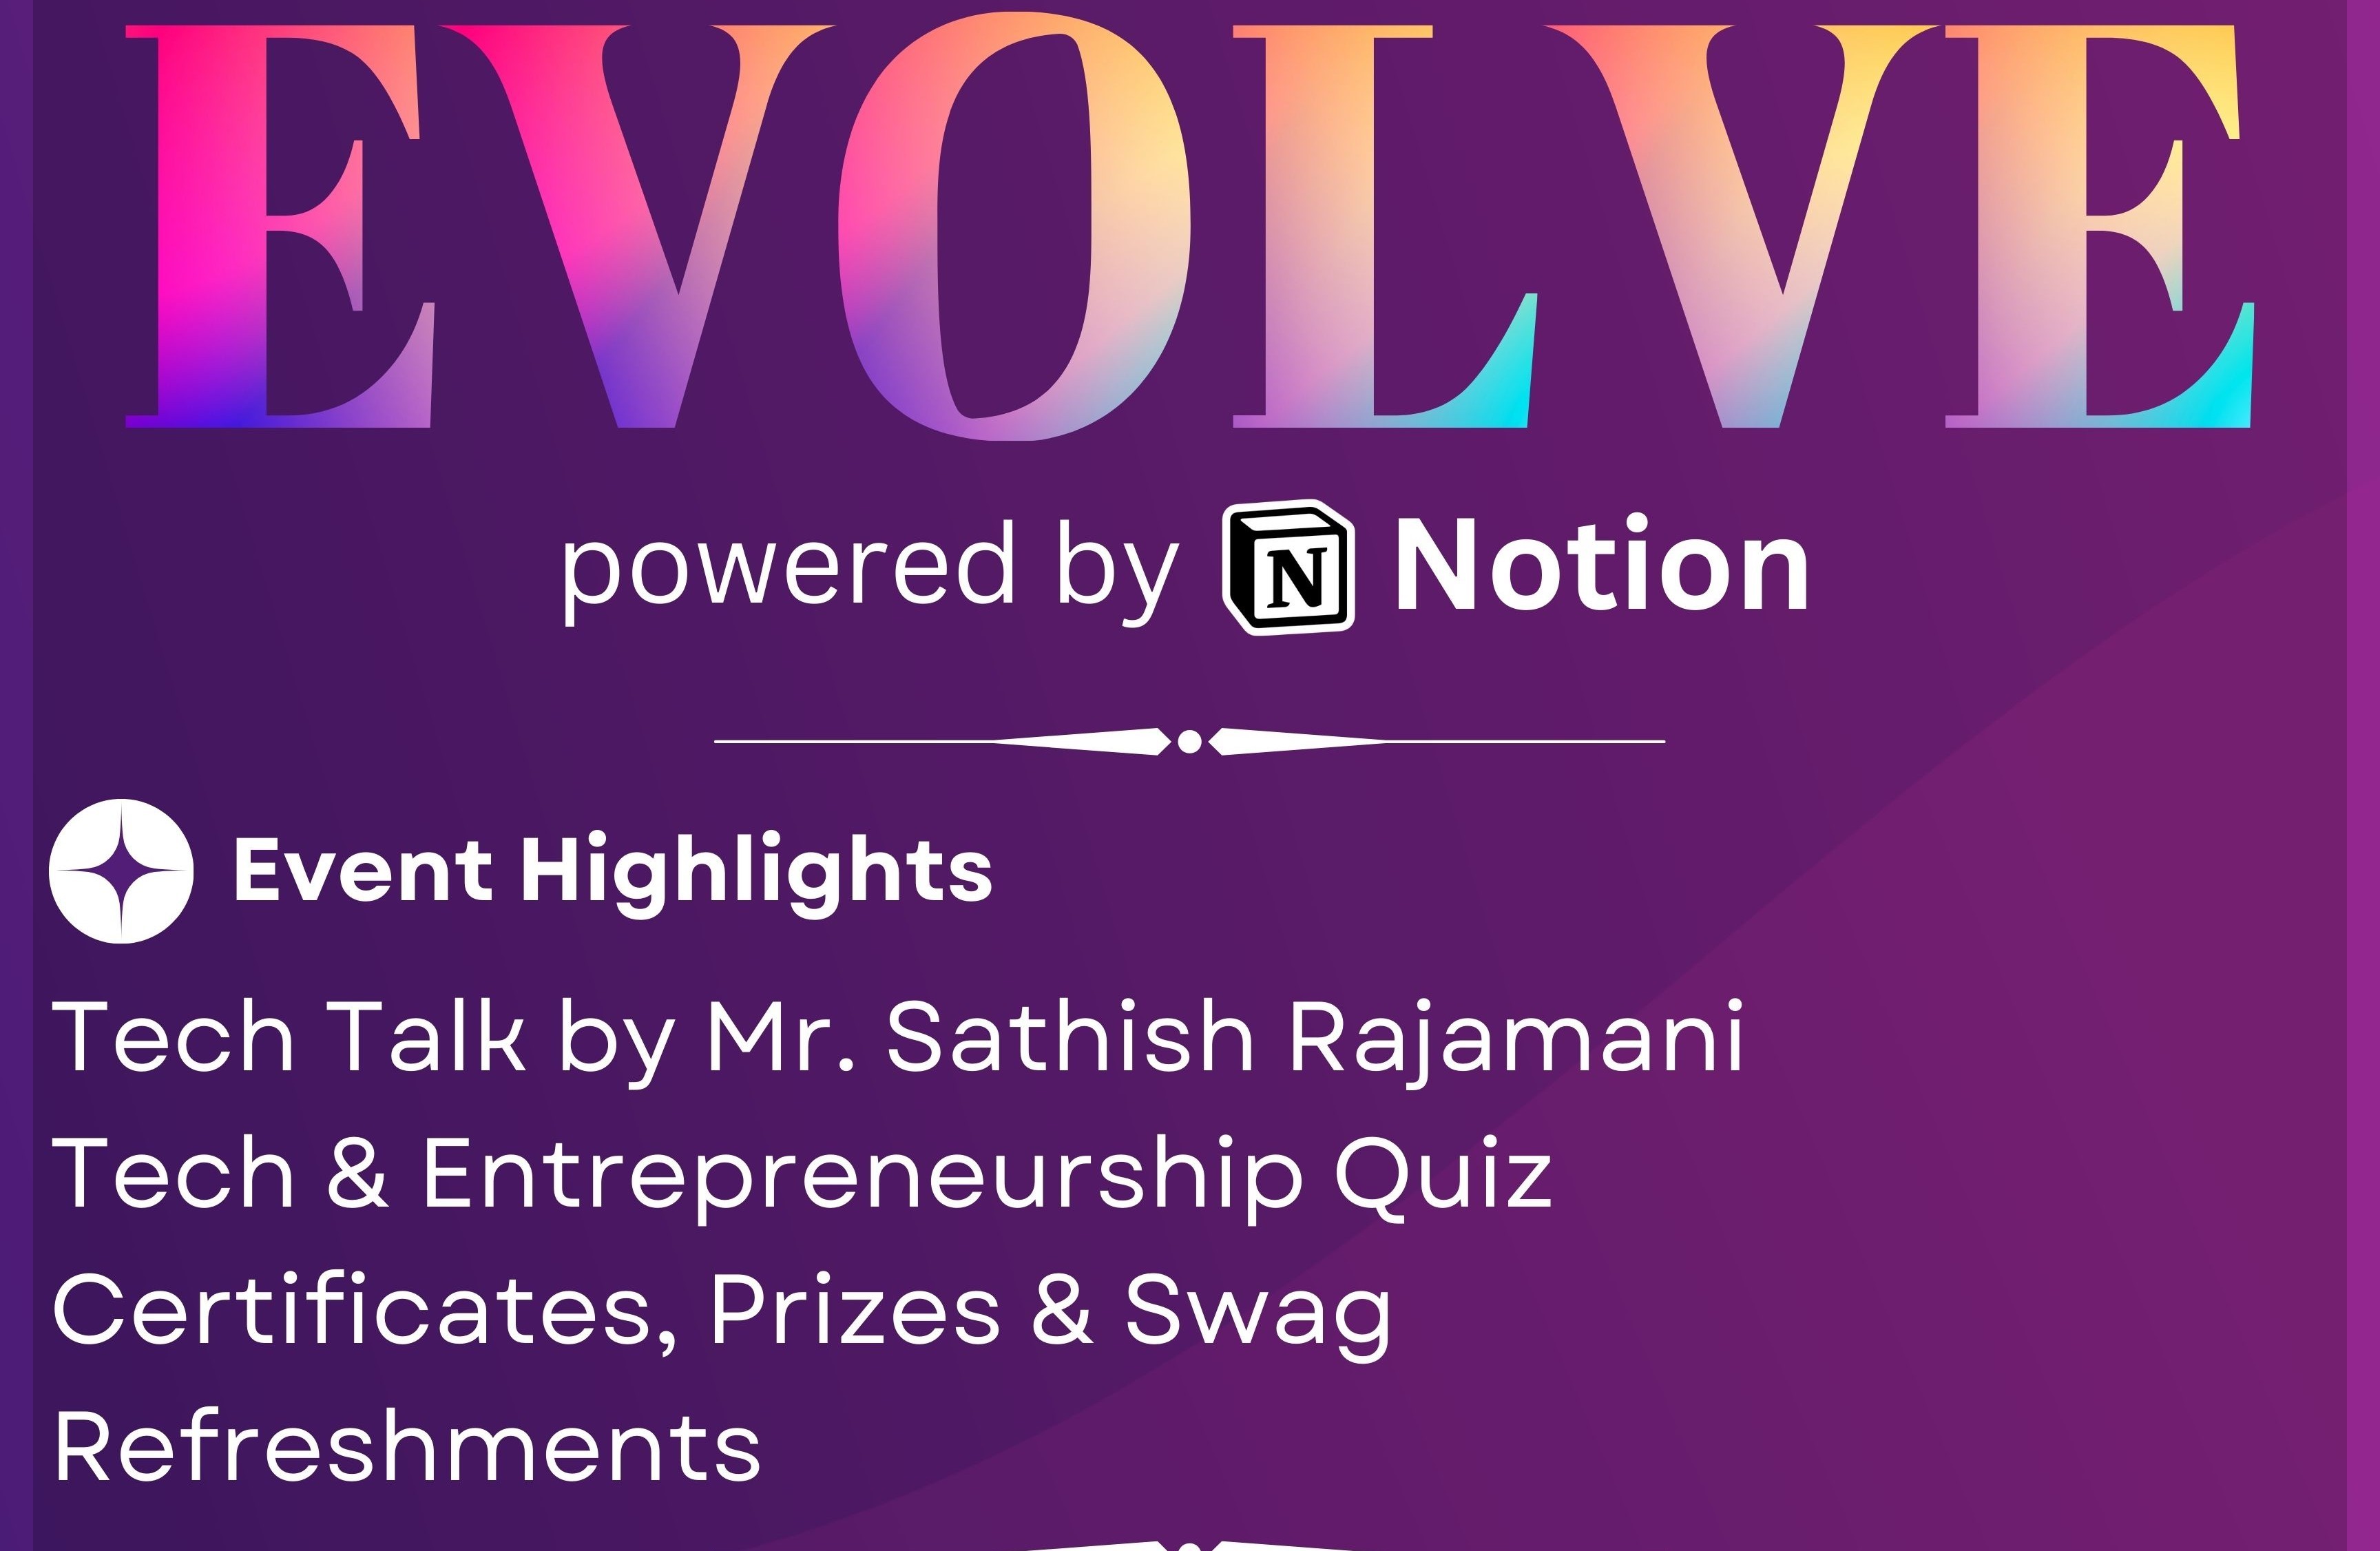 EVOLVE
powered by N Notion
Event Highlights
Tech Talk by Mr. Sathish Rajamani
Tech & Entrepreneurship Quiz
Certificates, Prizes & Swag
Refreshments